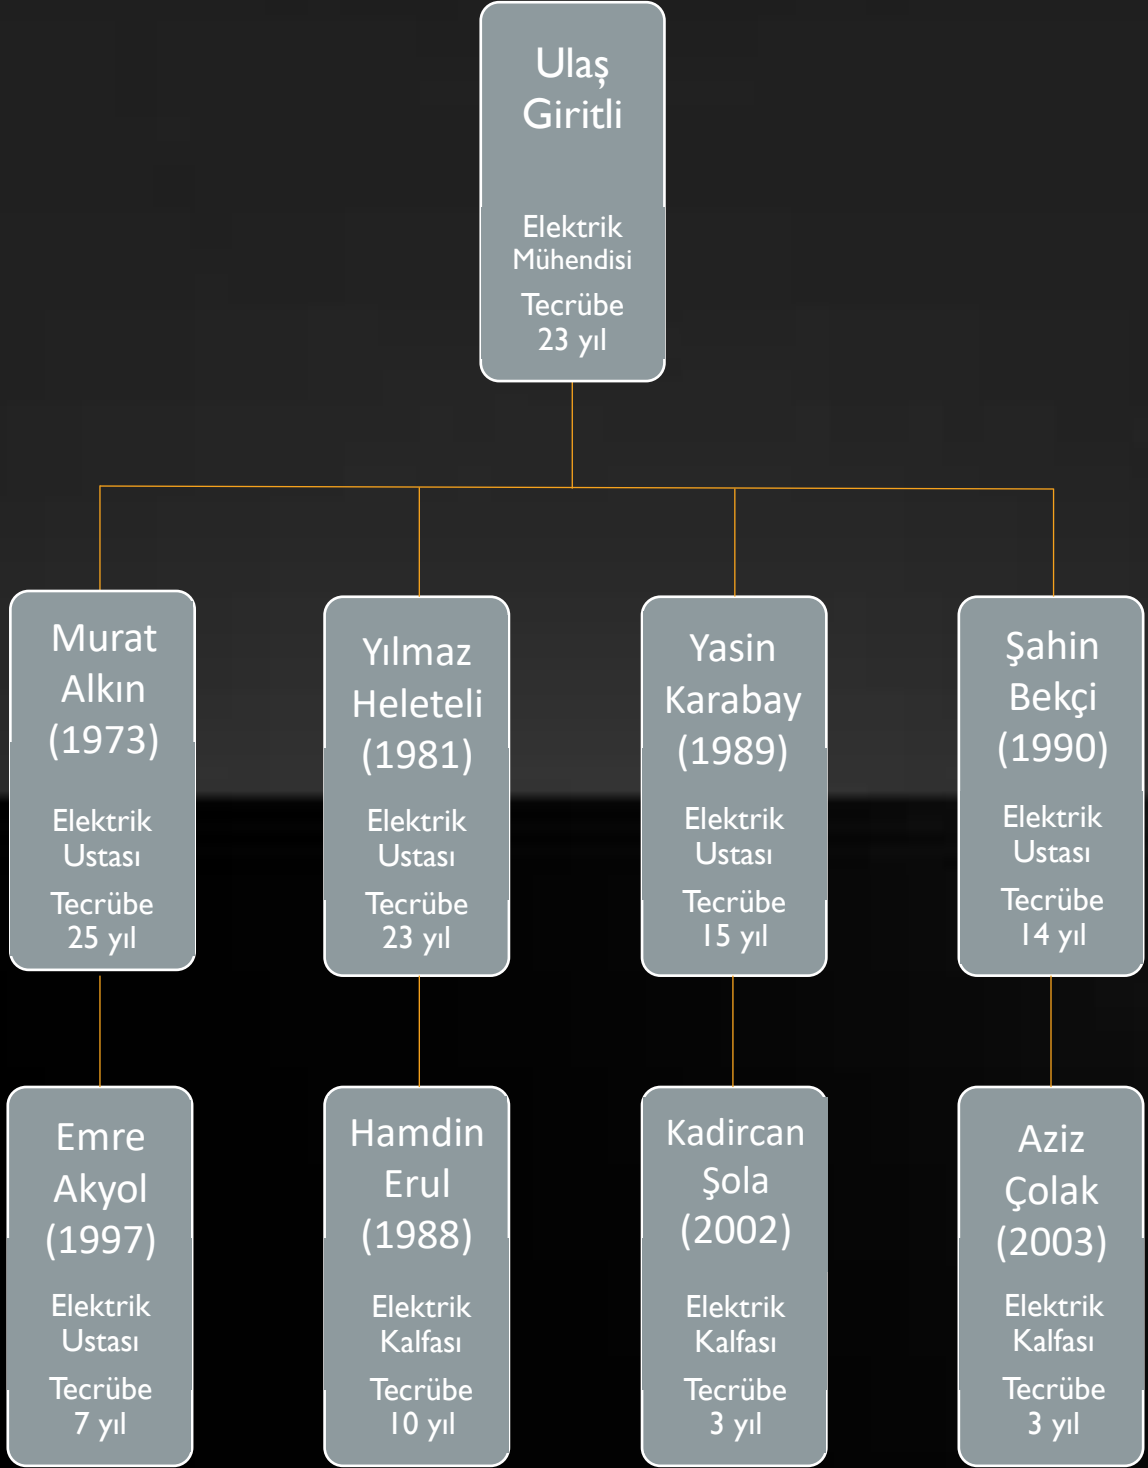 Ulaş
Giritli
Elektrik
Mühendisi
Tecrübe
23 yıl
Murat
Alkın
(1973)
Elektrik
Ustası
Tecrübe
25 yıl
Yılmaz
Heleteli
(1981)
Elektrik
Ustası
Tecrübe
23 yıl
Yasin
Karabay
(1989)
Elektrik
Ustası
Tecrübe
15 yıl
Şahin
Bekçi
(1990)
Elektrik
Ustası
Tecrübe
14 yıl
Emre
Akyol
(1997)
Elektrik
Ustası
Tecrübe
7 yıl
Hamdin
Erul
(1988)
Elektrik
Kalfası
Tecrübe
10 yıl
Kadircan
Şola
(2002)
Elektrik
Kalfası
Tecrübe
3 yıl
Aziz
Çolak
(2003)
Elektrik
Kalfası
Tecrübe
3 yıl